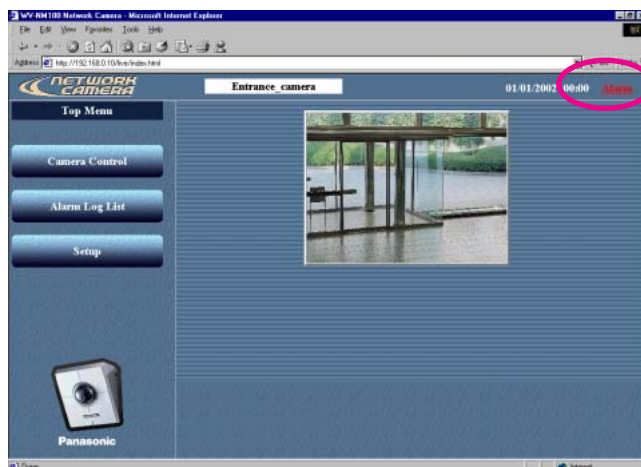 WV-NM100 Network Camera - Microsoft Internet Explorer
File Edit View Favorites Tools Help
Address http://192.168.0.10/live/index.html
NETWORK CAMERA
Entrance_camera
01/01/2002 00:00 Alarm
Top Menu
Camera Control
Alarm Log List
Setup
Panasonic
Internet